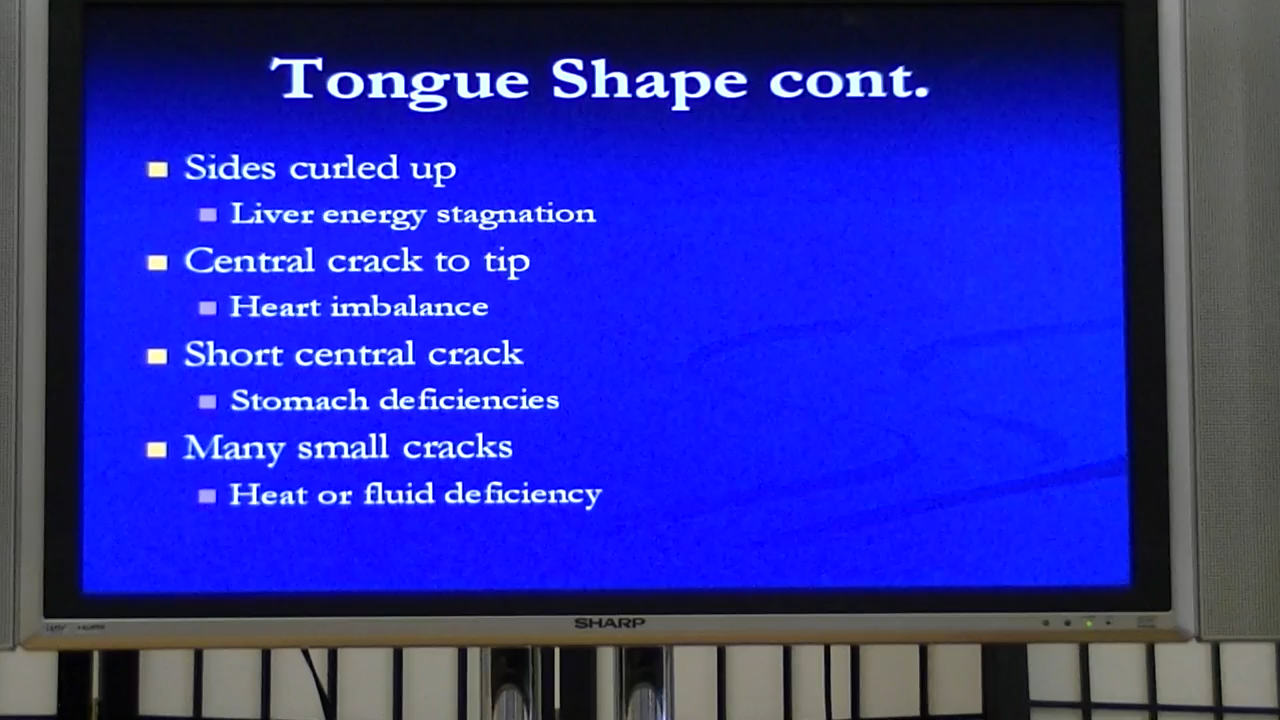 Tongue Shape cont.
Sides curled up
Liver energy stagnation
Central crack to tip
Heart imbalance
Short central crack
Stomach deficiencies
Many small cracks
Heat or fluid deficiency
SHARP